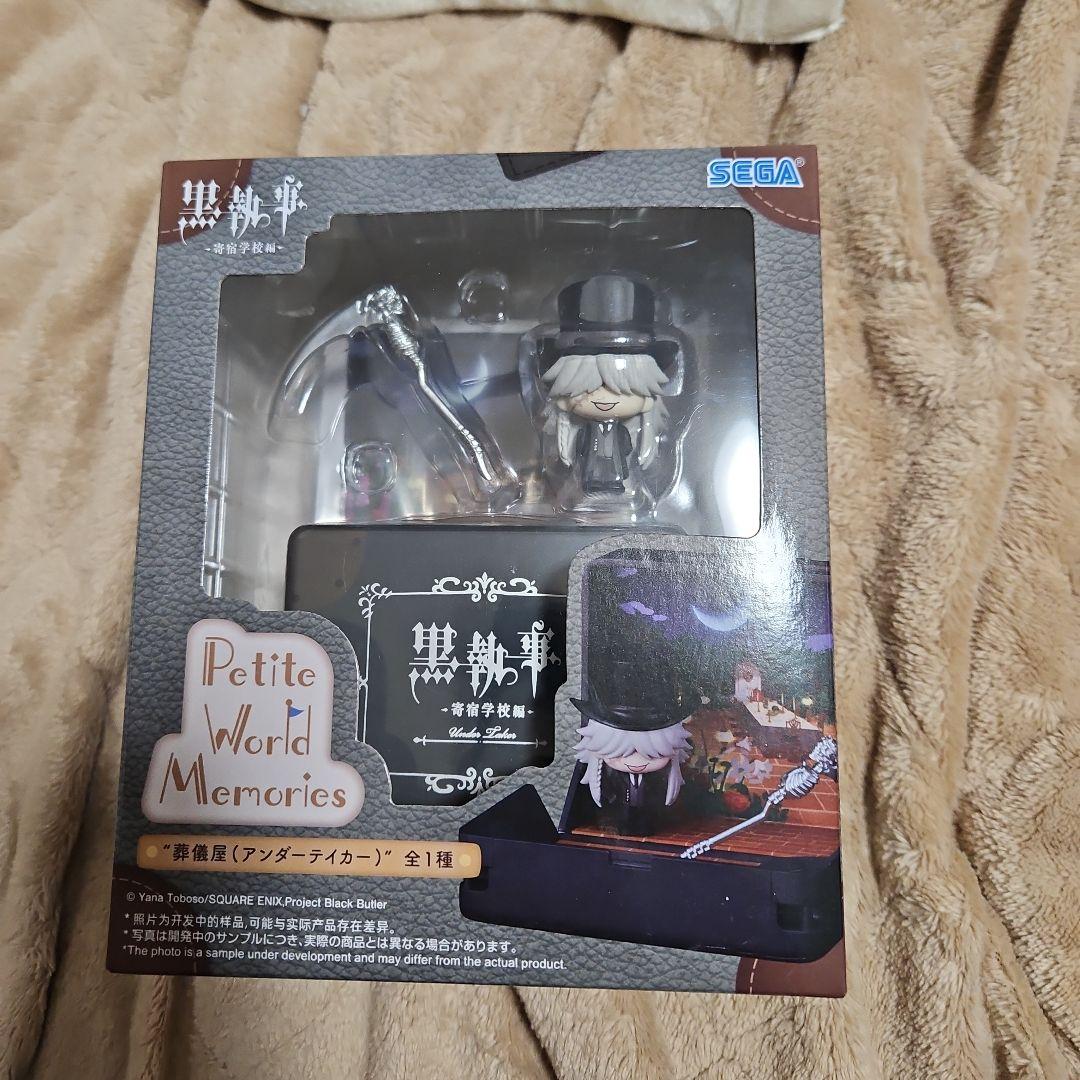 黒執事
-寄宿学校編-
SEGA®
黒執事
-寄宿学校編-
Under Taker
Petite
World
Memories
"葬儀屋(アンダーテイカー)" 全1種
© Yana Toboso/SQUARE ENIX,Project Black Butler
* 照片为开发中的样品,可能与实际产品存在差异。
* 写真は開発中のサンプルにつき、実際の商品とは異なる場合があります。
*The photo is a sample under development and may differ from the actual product.